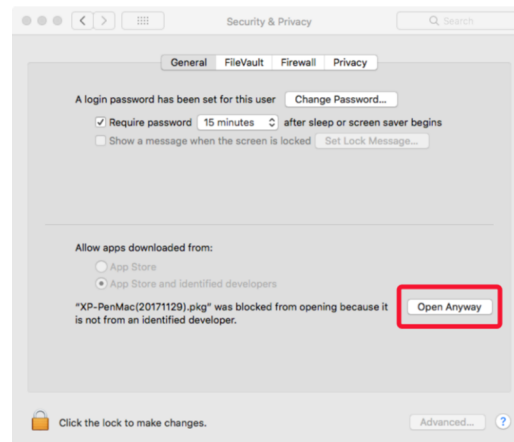 Security & Privacy
Search
General FileVault Firewall Privacy
A login password has been set for this user Change Password...
Require password 15 minutes after sleep or screen saver begins
Show a message when the screen is locked Set Lock Message...
Allow apps downloaded from:
App Store
App Store and identified developers
"XP-PenMac(20171129).pkg" was blocked from opening because it Open Anyway
is not from an identified developer.
Click the lock to make changes. Advanced... ?